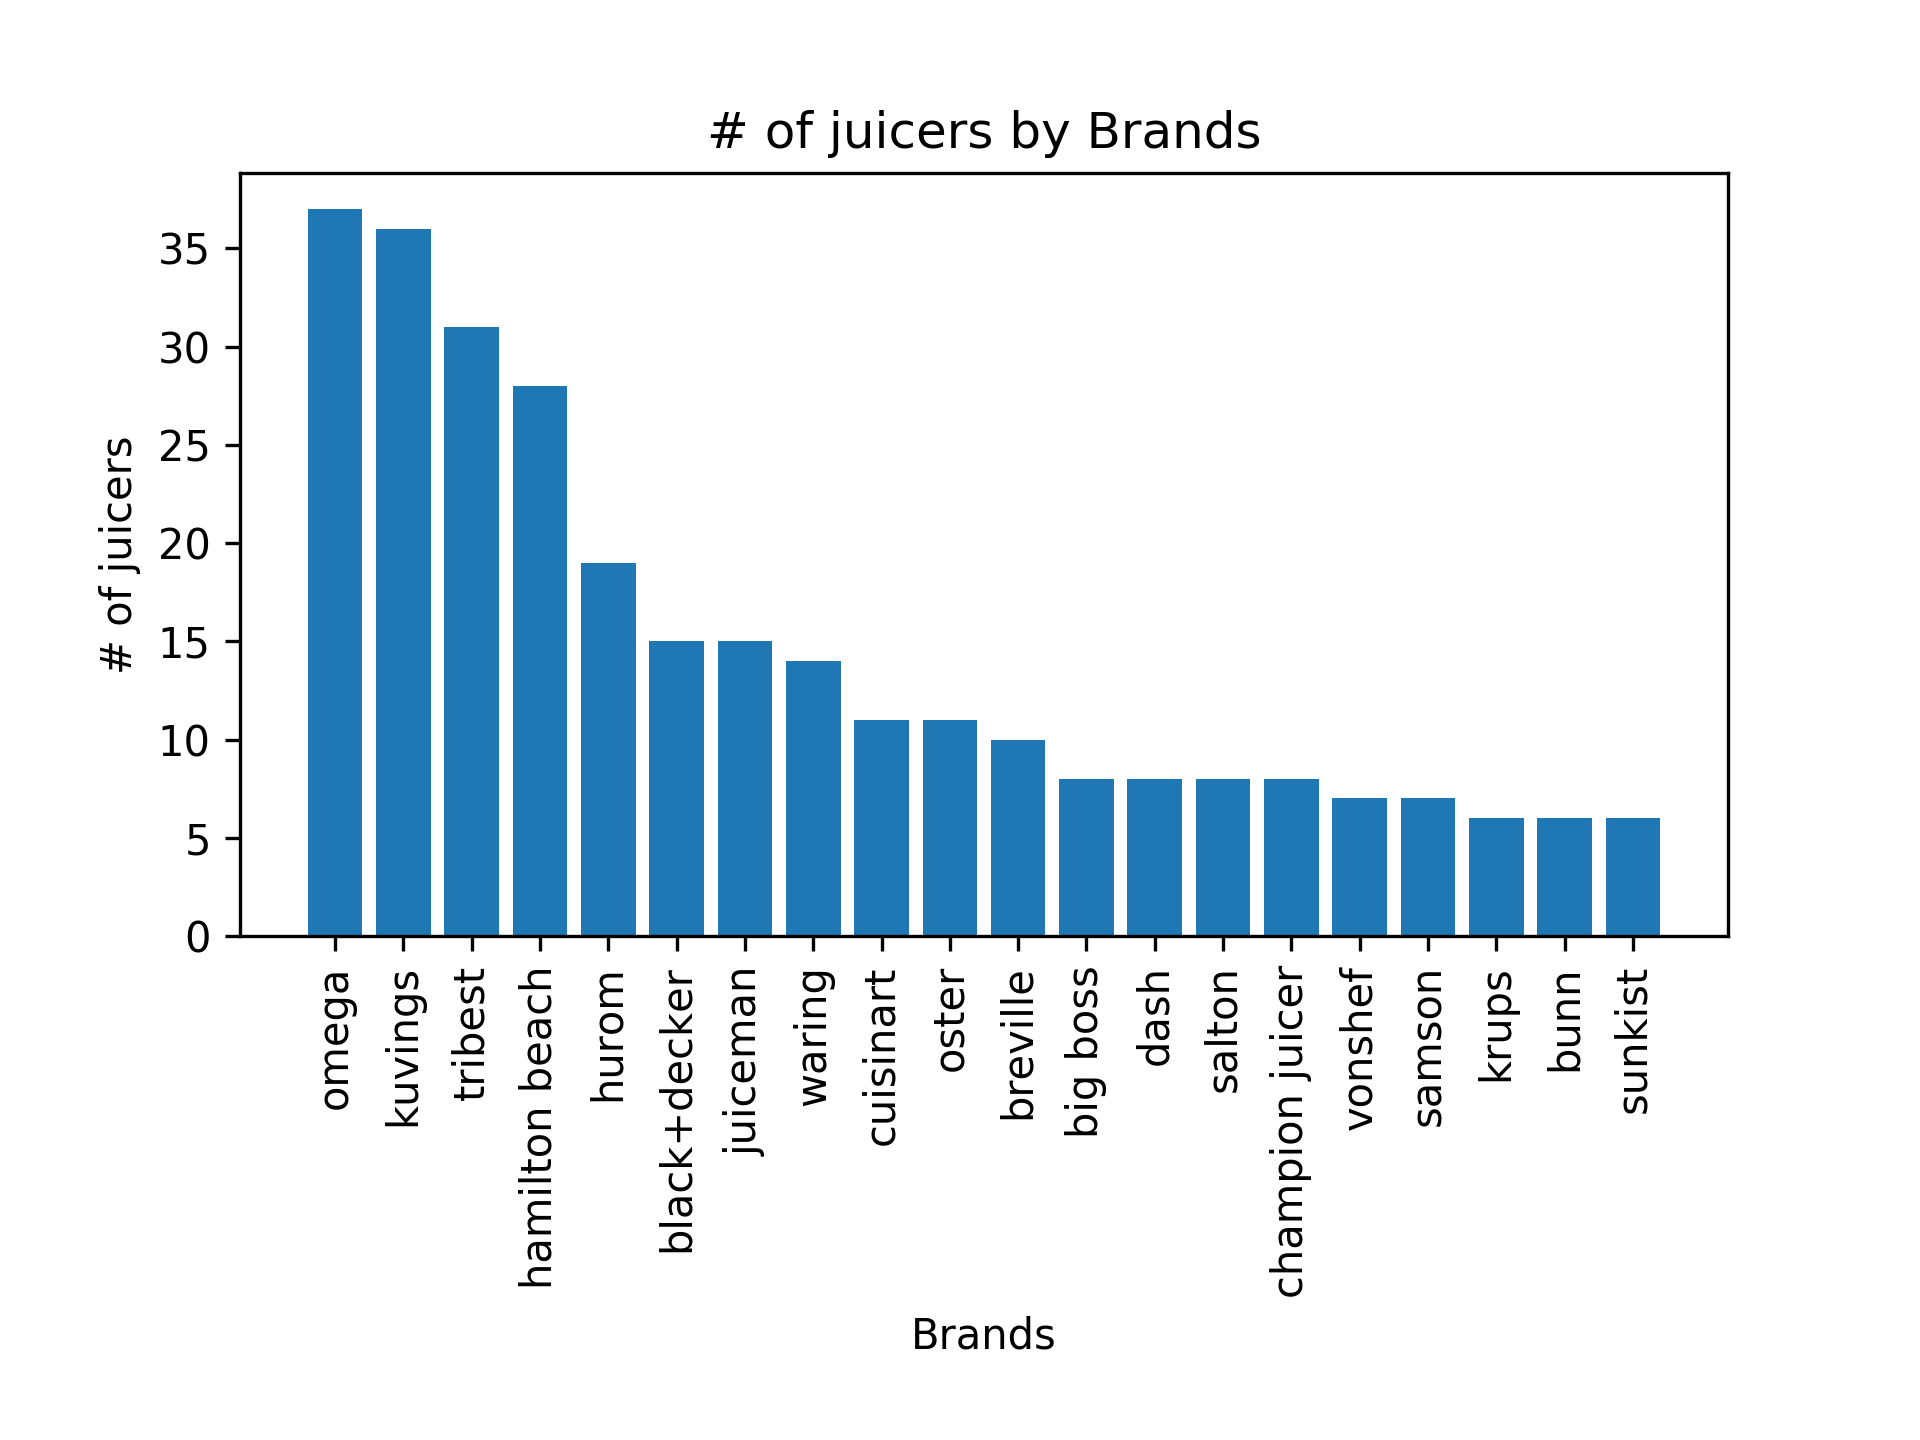 # of juicers by Brands
# of juicers
35
30
25
20
15
10
5
0
omega
kuvings
tribest
hamilton beach
hurom
black+decker
juiceman
waring
cuisinart
oster
breville
big boss
dash
salton
champion juicer
vonshef
samson
krups
bunn
sunkist
Brands